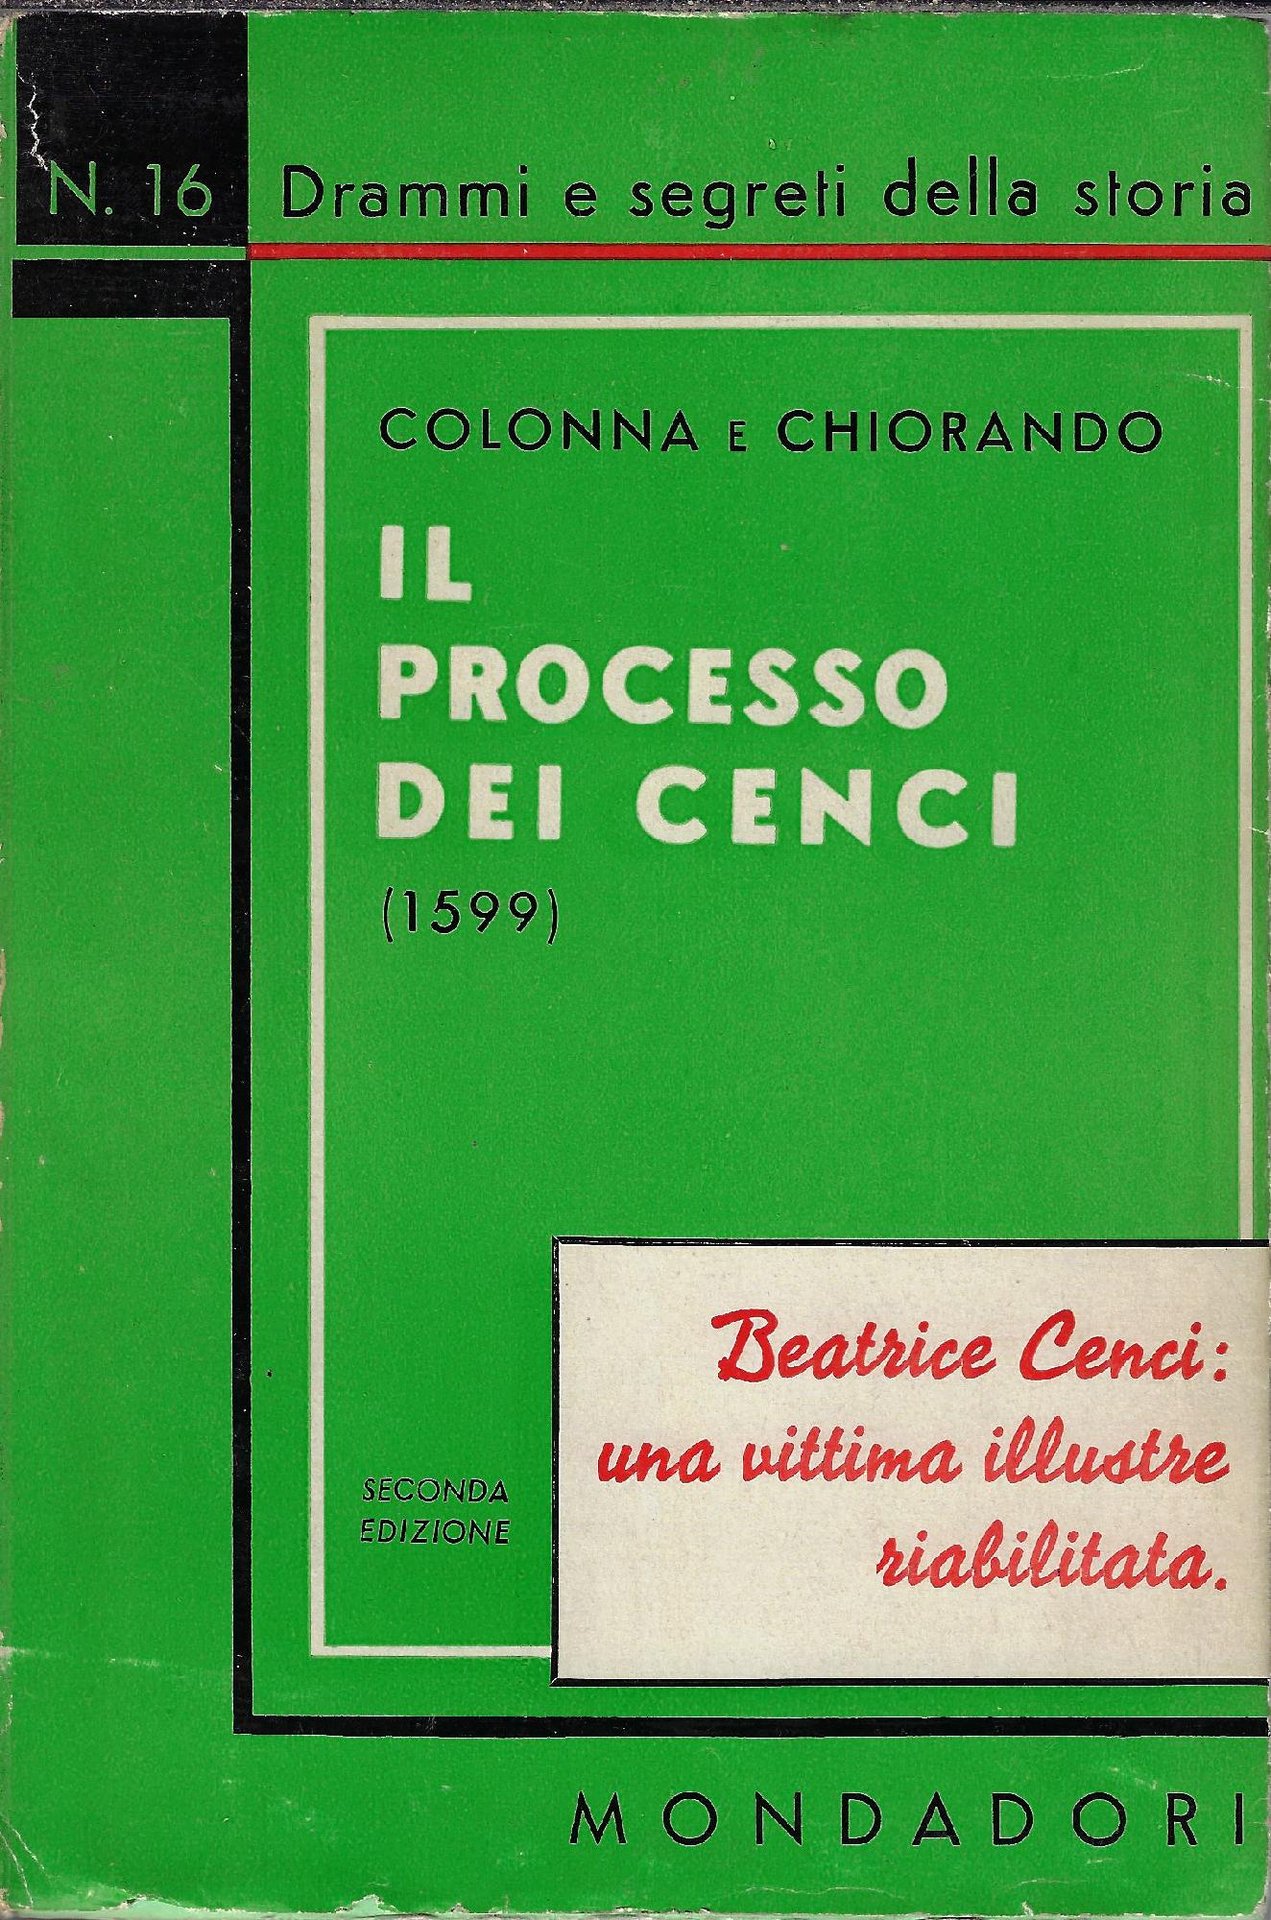 N. 16 Drammi e segreti della storia
COLONNA E CHIORANDO
IL
PROCESSO
DEI CENCI
(1599)
Beatrice Cenci:
una vittima illustre
riabilitata.
SECONDA
EDIZIONE
MONDADORI